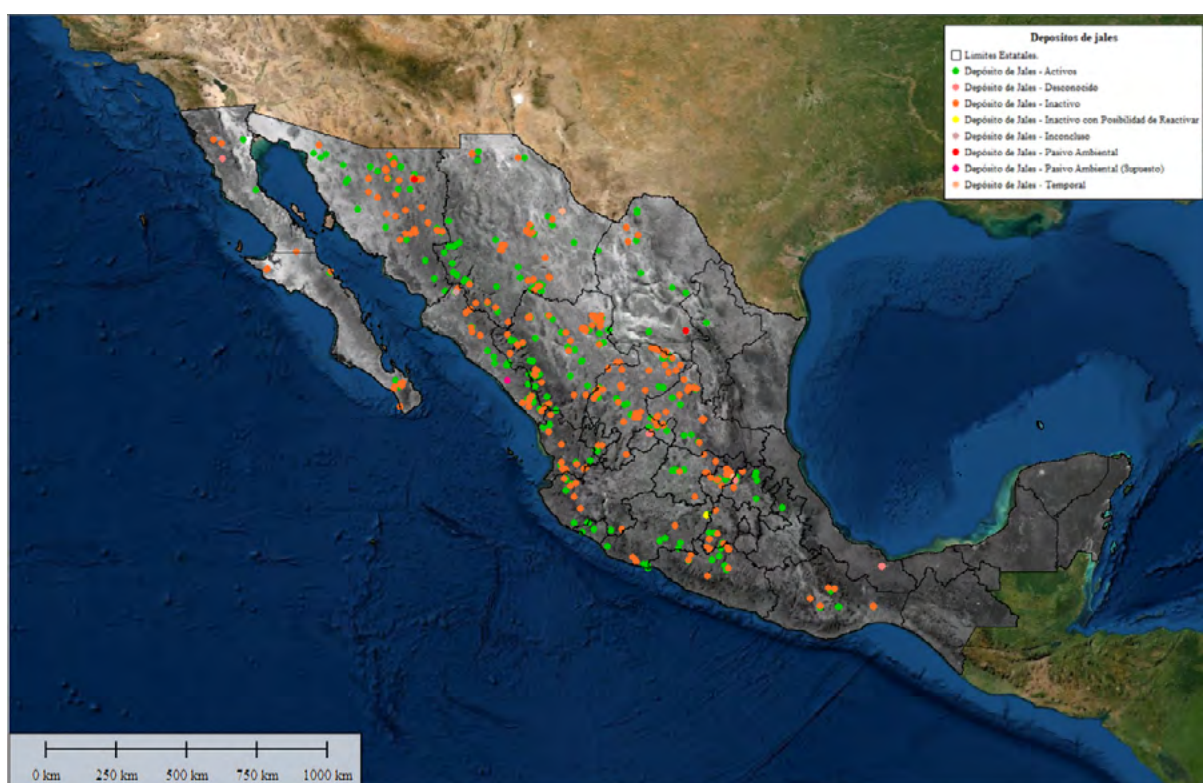 Depositos de jales
Limites Estatales.
Depósito de Jales - Activos
Depósito de Jales - Desconocido
Depósito de Jales - Inactivo
Depósito de Jales - Inactivo con Posibilidad de Reactivar
Depósito de Jales - Inconcluso
Depósito de Jales - Pasivo Ambiental
Depósito de Jales - Pasivo Ambiental (Supuesto)
Depósito de Jales - Temporal
0 km 250 km 500 km 750 km 1000 km